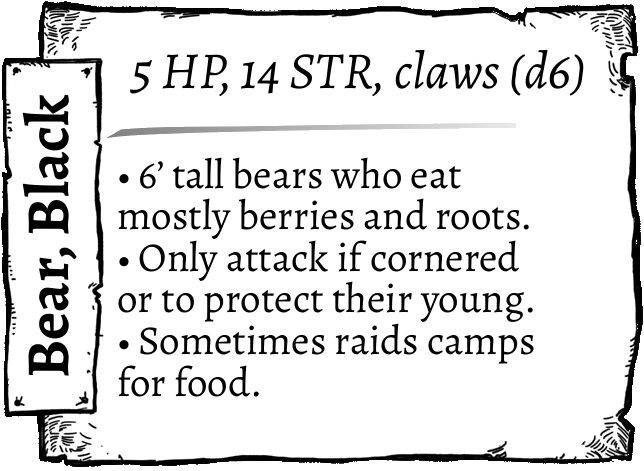 Bear, Black
5 HP, 14 STR, claws (d6)
• 6’ tall bears who eat
mostly berries and roots.
• Only attack if cornered
or to protect their young.
• Sometimes raids camps
for food.